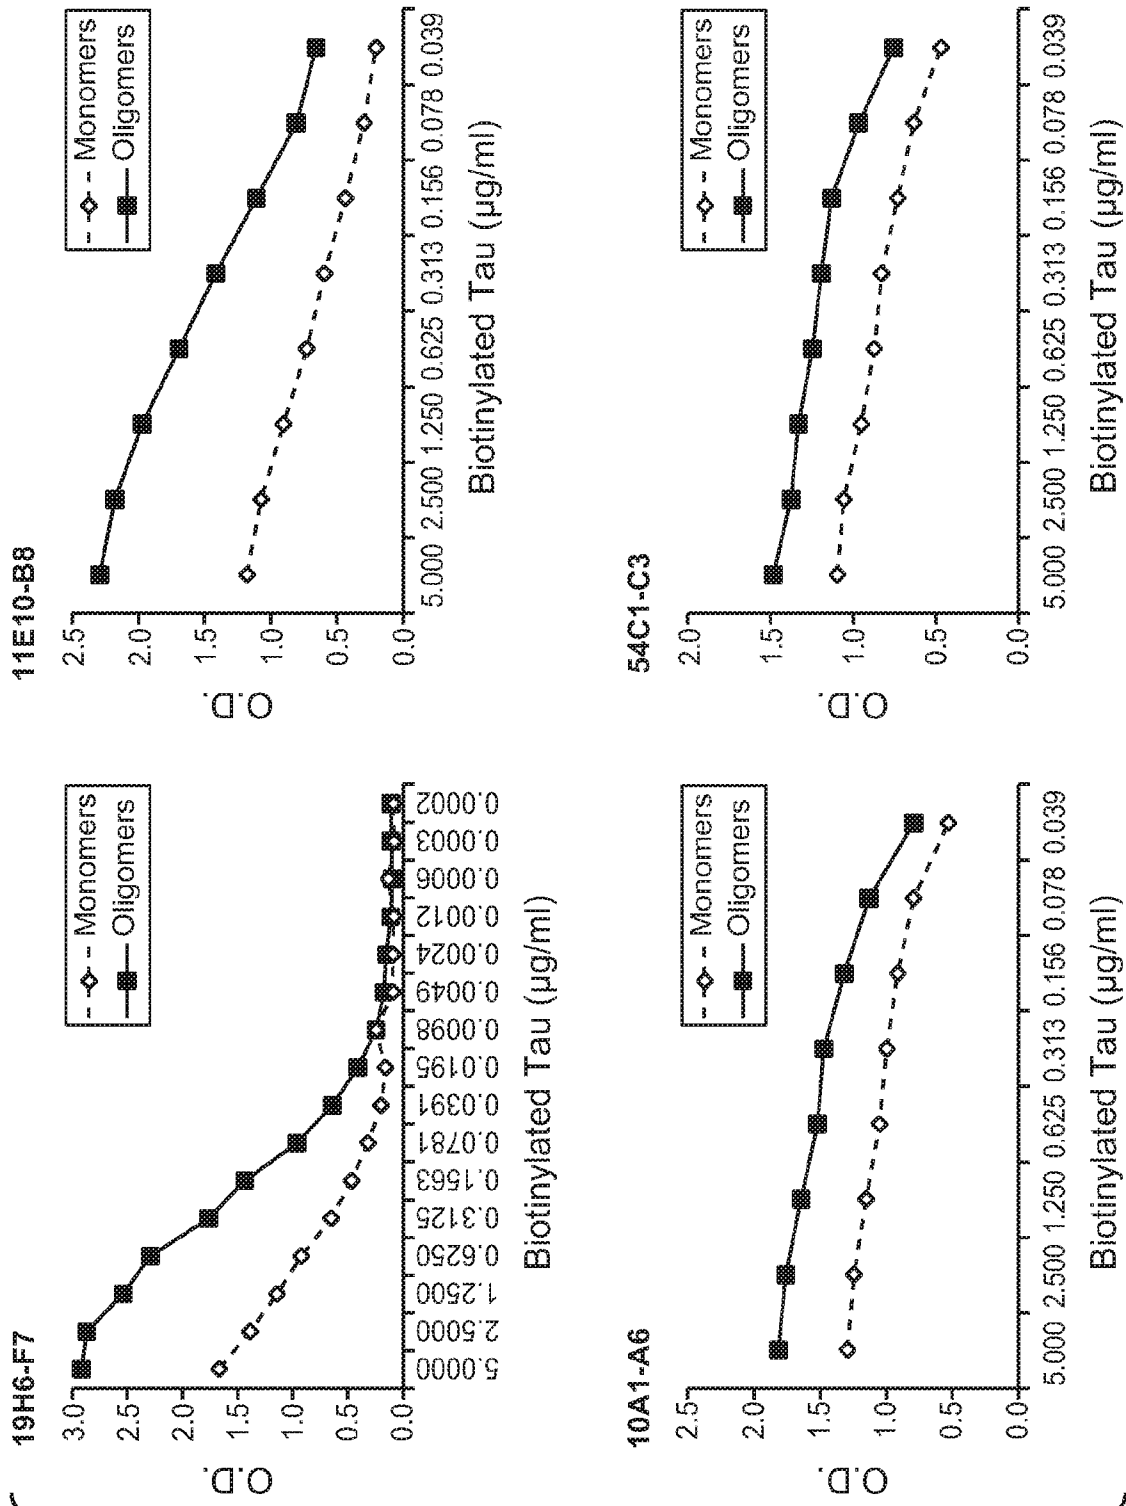 19H6-F7
Monomers
Oligomers
O.D.
3.0
2.5
2.0
1.5
1.0
0.5
0.0
5.0000 2.5000 1.2500 0.6250 0.3125 0.1563 0.0781 0.0391 0.0195 0.0098 0.0049 0.0024 0.0012 0.0006 0.0003 0.0002
Biotinylated Tau (µg/ml)
11E10-B8
Monomers
Oligomers
O.D.
2.5
2.0
1.5
1.0
0.5
0.0
5.000 2.500 1.250 0.625 0.313 0.156 0.078 0.039
Biotinylated Tau (µg/ml)
10A1-A6
Monomers
Oligomers
O.D.
2.5
2.0
1.5
1.0
0.5
0.0
5.000 2.500 1.250 0.625 0.313 0.156 0.078 0.039
Biotinylated Tau (µg/ml)
54C1-C3
Monomers
Oligomers
O.D.
2.0
1.5
1.0
0.5
0.0
5.000 2.500 1.250 0.625 0.313 0.156 0.078 0.039
Biotinylated Tau (µg/ml)